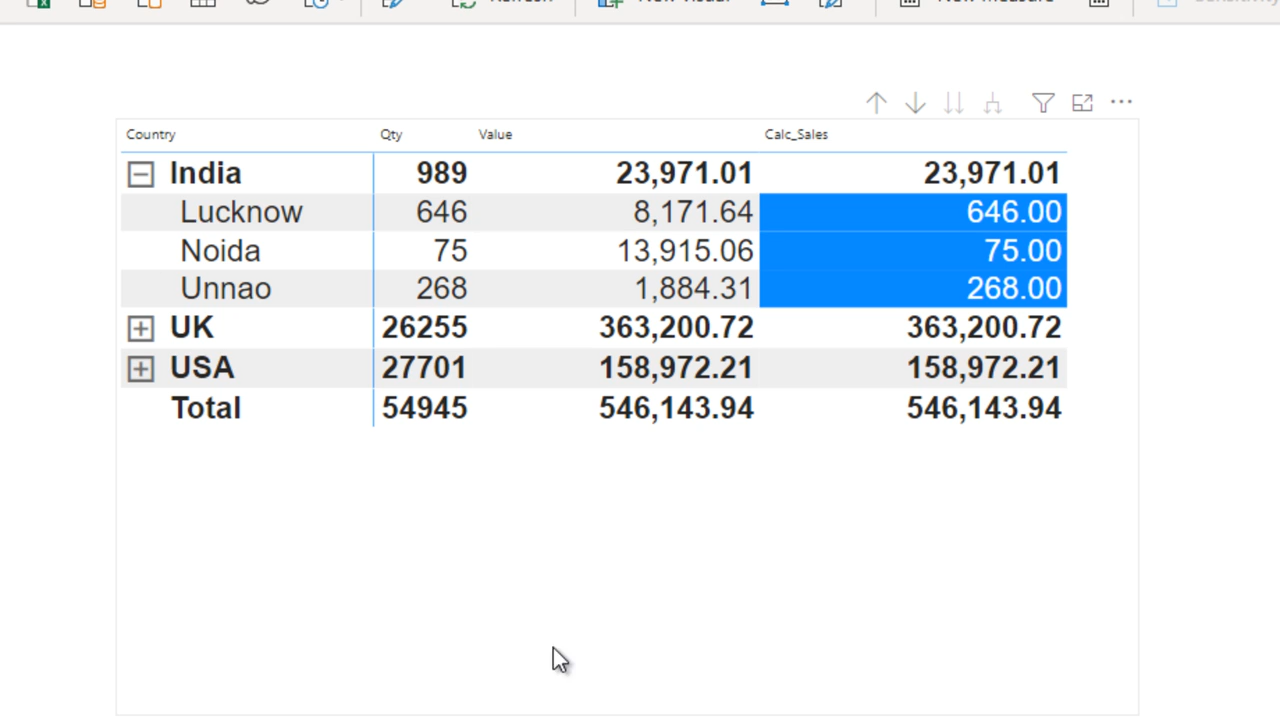 Country Qty Value Calc_Sales
India 989 23,971.01 23,971.01
Lucknow 646 8,171.64 646.00
Noida 75 13,915.06 75.00
Unnao 268 1,884.31 268.00
UK 26255 363,200.72 363,200.72
USA 27701 158,972.21 158,972.21
Total 54945 546,143.94 546,143.94